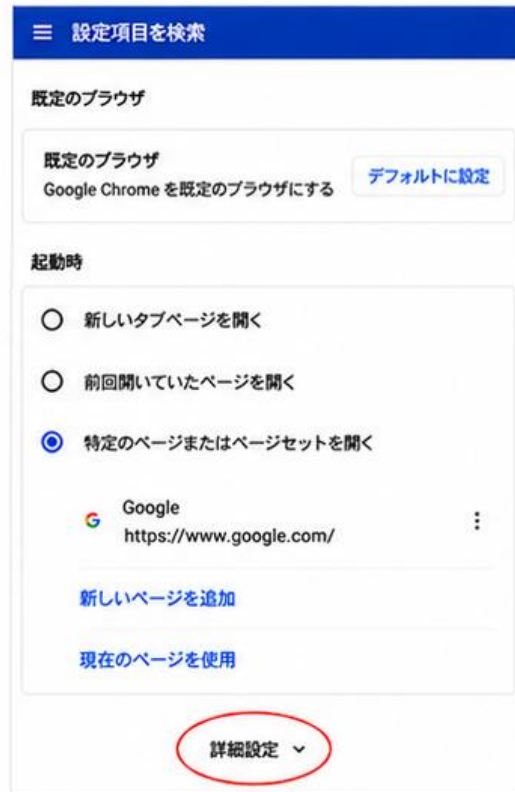 設定項目を検索
既定のブラウザ
既定のブラウザ
Google Chrome を既定のブラウザにする
デフォルトに設定
起動時
新しいタブページを開く
前回開いていたページを開く
特定のページまたはページセットを開く
Google
https://www.google.com/
新しいページを追加
現在のページを使用
詳細設定